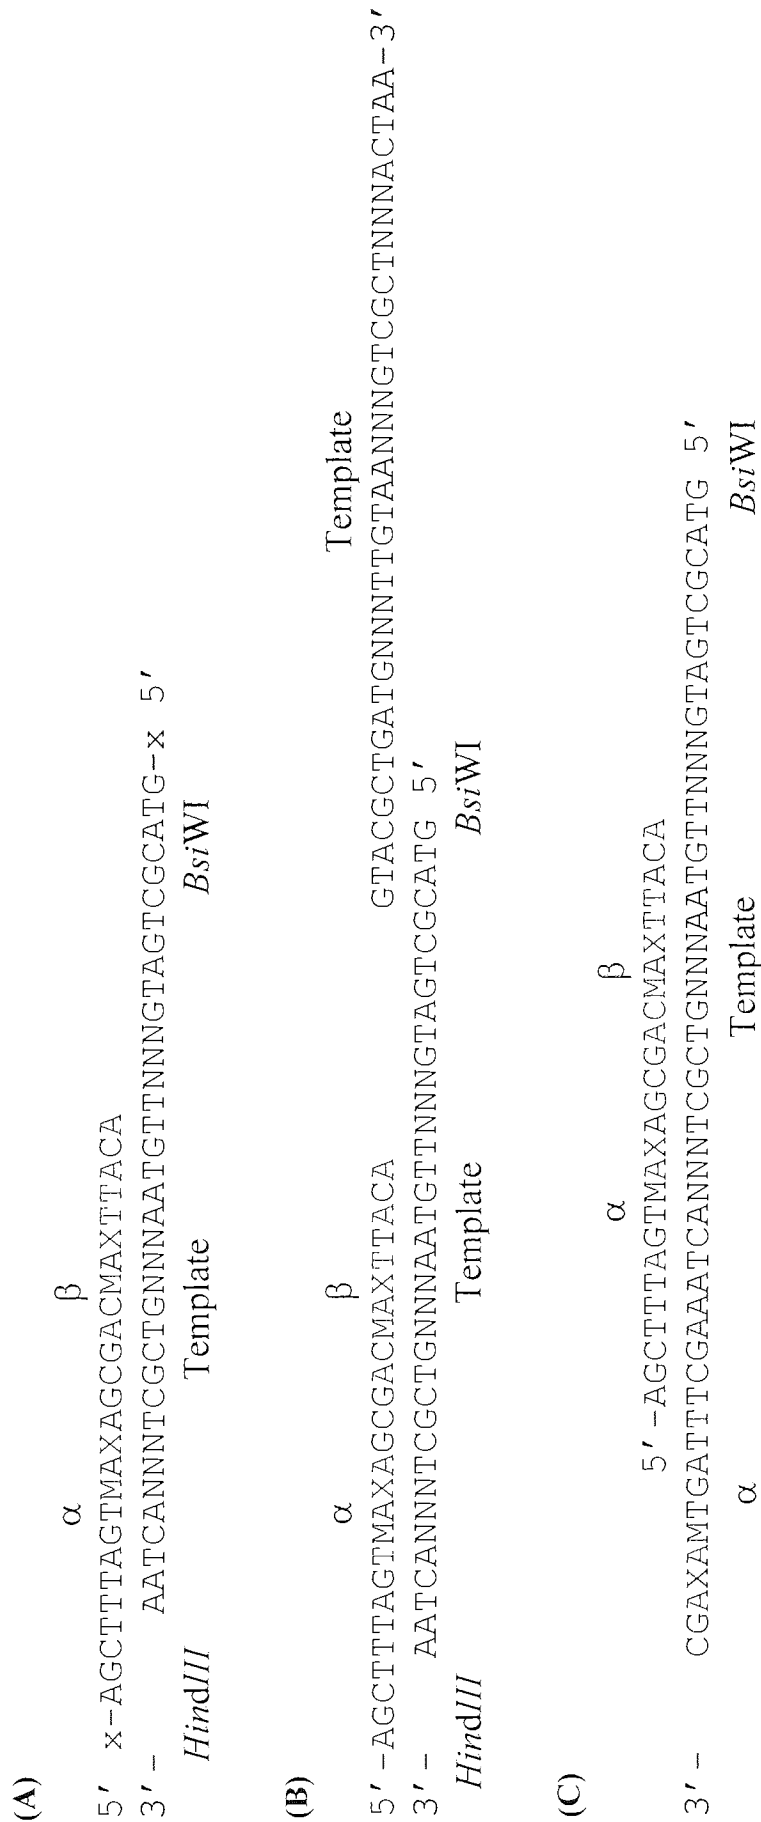 (A)
α β
5′ x–AGCTTTAGTMAXAGCGACMAXTTACA
3′– AATCANNNTCGCTGNNNAATGTTNNNGTAGTCGCATG–x 5′
HindIII Template BsiWI
(B)
Template
α β
5′ –AGCTTTAGTMAXAGCGACMAXTTACA GTACGCTGATGNNNTTGTAANNNGTCGCTNNNACTAA–3′
3′ – AATCANNNTCGCTGNNNAATGTTNNNGTAGTCGCATG 5′
HindIII Template BsiWI
(C)
α β
5′ –AGCTTTAGTMAXAGCGACMAXTTACA
3′ – CGAXAMTGATTTCGAAATCANNNTCGCTGNNNAATGTTNNNGTAGTCGCATG 5′
α Template BsiWI